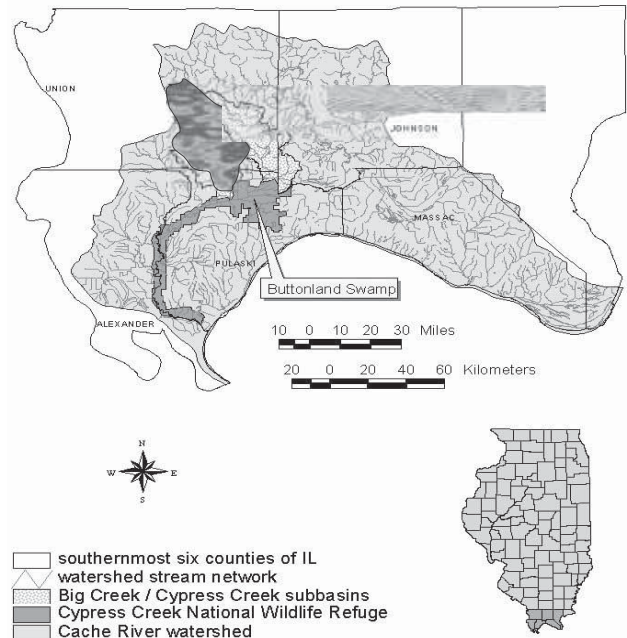 UNION
JOHNSON
MASSAC
PULASKI
Buttonland Swamp
ALEXANDER
10 0 10 20 30 Miles
20 0 20 40 60 Kilometers
N
W E
S
southernmost six counties of IL
watershed stream network
Big Creek / Cypress Creek subbasins
Cypress Creek National Wildlife Refuge
Cache River watershed